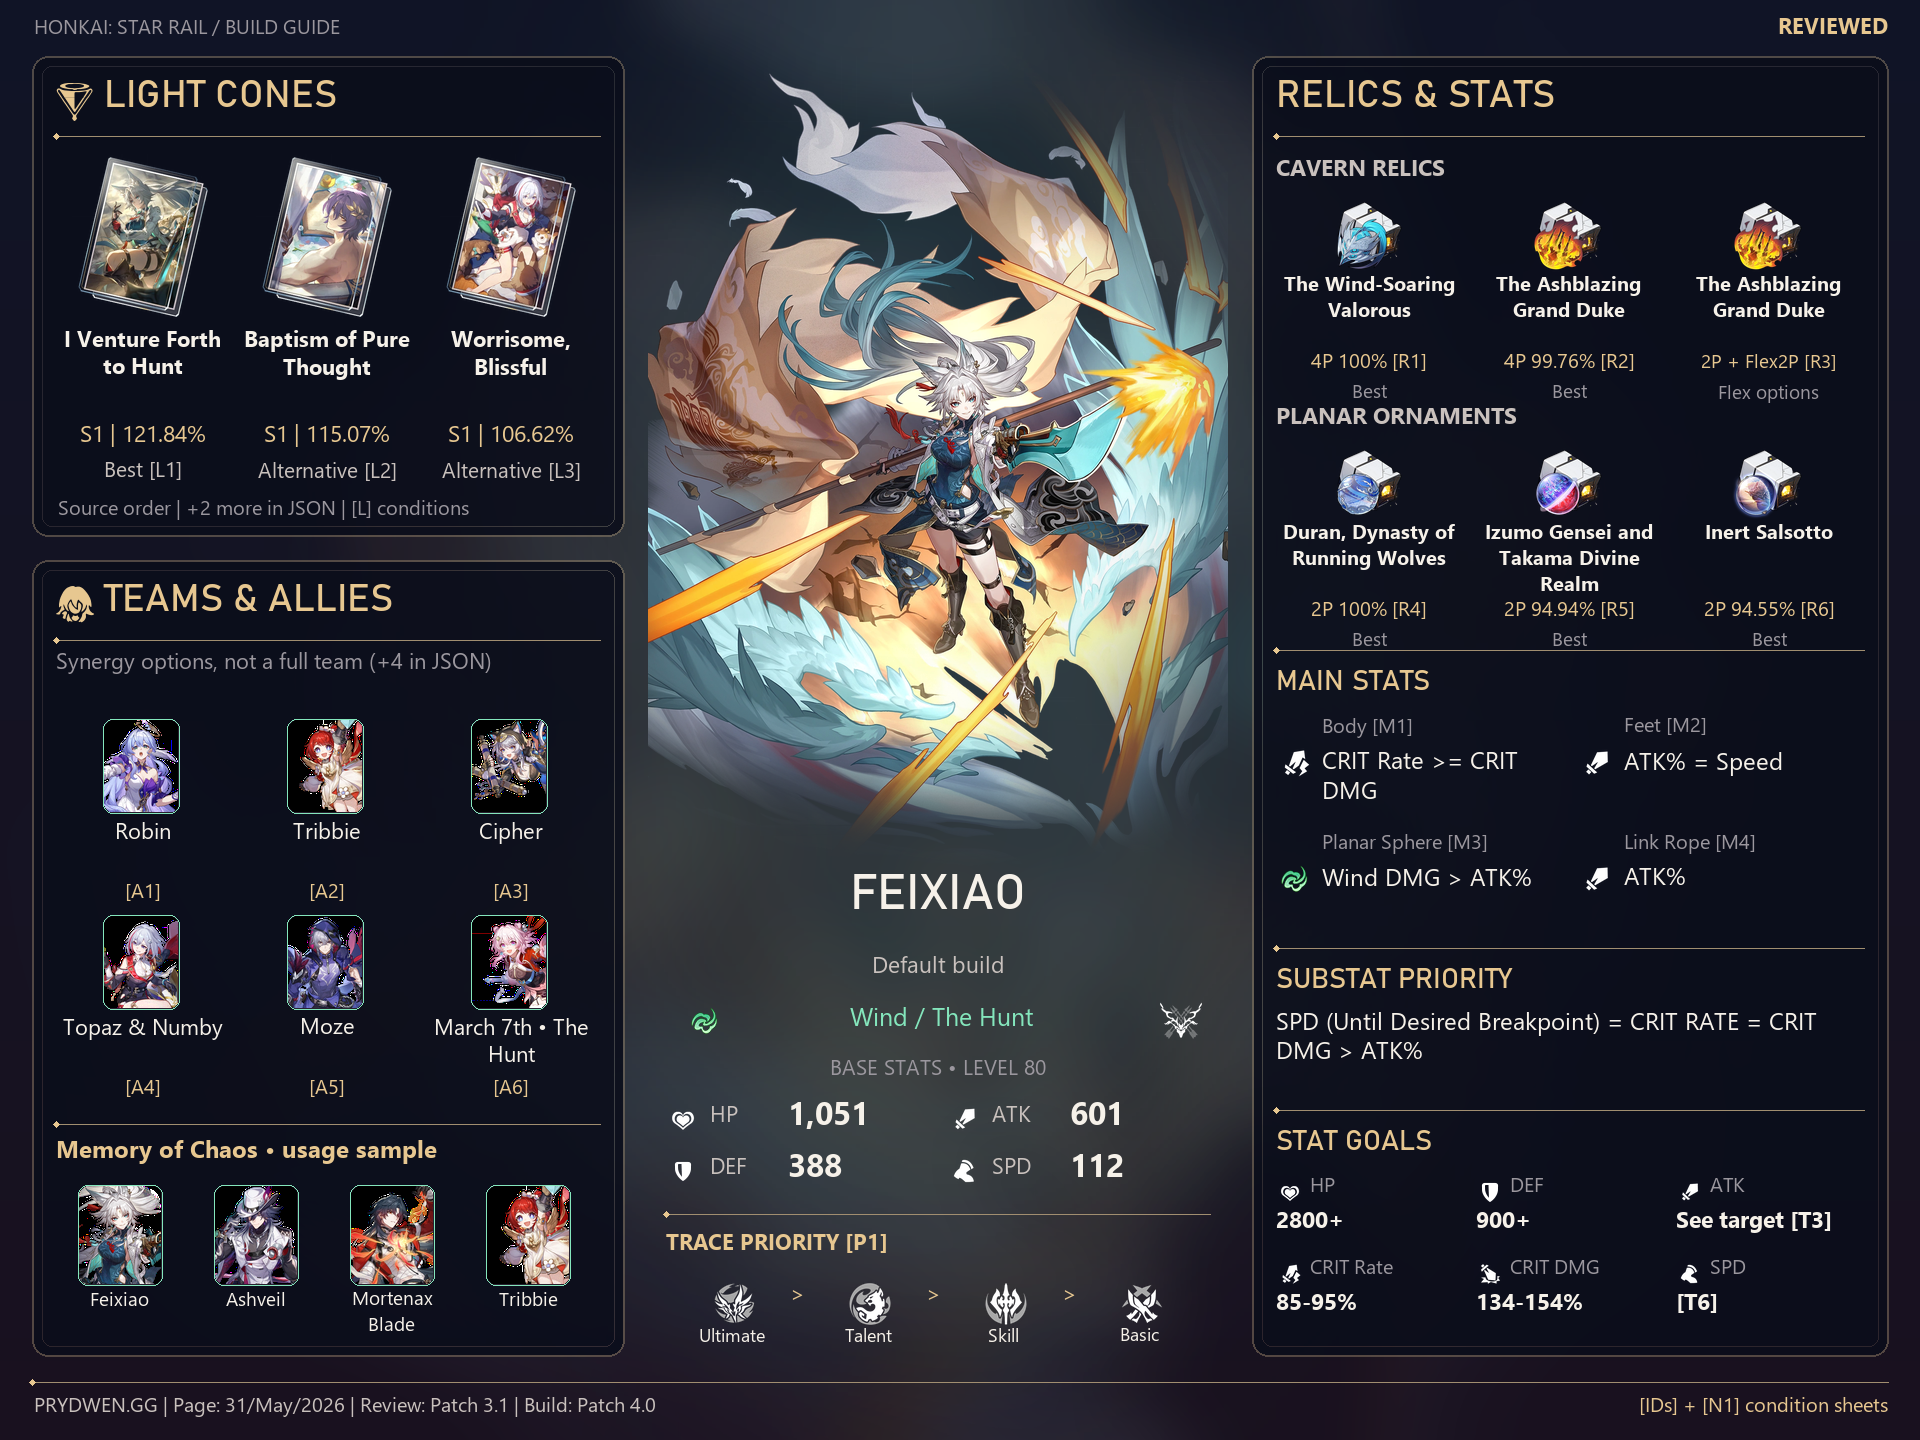 HONKAI: STAR RAIL / BUILD GUIDE
REVIEWED
LIGHT CONES
I Venture Forth
to Hunt
S1 | 121.84%
Best [L1]
Baptism of Pure
Thought
S1 | 115.07%
Alternative [L2]
Worrisome,
Blissful
S1 | 106.62%
Alternative [L3]
Source order | +2 more in JSON | [L] conditions
TEAMS & ALLIES
Synergy options, not a full team (+4 in JSON)
Robin
[A1]
Tribbie
[A2]
Cipher
[A3]
Topaz & Numby
[A4]
Moze
[A5]
March 7th • The
Hunt
[A6]
Memory of Chaos • usage sample
Feixiao
Ashveil
Mortenax
Blade
Tribbie
FEIXIAO
Default build
Wind / The Hunt
BASE STATS • LEVEL 80
HP 1,051
ATK 601
DEF 388
SPD 112
TRACE PRIORITY [P1]
Ultimate > Talent > Skill > Basic
RELICS & STATS
CAVERN RELICS
The Wind-Soaring
Valorous
4P 100% [R1]
Best
The Ashblazing
Grand Duke
4P 99.76% [R2]
Best
The Ashblazing
Grand Duke
2P + Flex2P [R3]
Flex options
PLANAR ORNAMENTS
Duran, Dynasty of
Running Wolves
2P 100% [R4]
Best
Izumo Gensei and
Takama Divine
Realm
2P 94.94% [R5]
Best
Inert Salsotto
2P 94.55% [R6]
Best
MAIN STATS
Body [M1]
CRIT Rate >= CRIT
DMG
Feet [M2]
ATK% = Speed
Planar Sphere [M3]
Wind DMG > ATK%
Link Rope [M4]
ATK%
SUBSTAT PRIORITY
SPD (Until Desired Breakpoint) = CRIT RATE = CRIT
DMG > ATK%
STAT GOALS
HP
2800+
DEF
900+
ATK
See target [T3]
CRIT Rate
85-95%
CRIT DMG
134-154%
SPD
[T6]
PRYDWEN.GG | Page: 31/May/2026 | Review: Patch 3.1 | Build: Patch 4.0
[IDs] + [N1] condition sheets